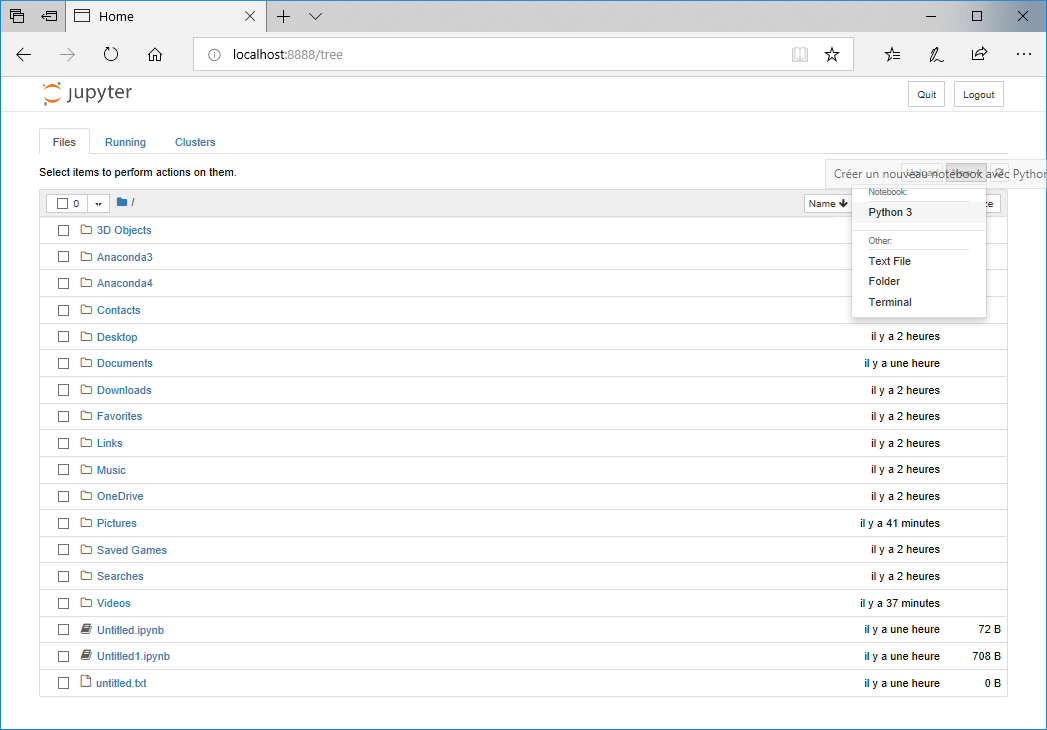 Home
localhost:8888/tree
jupyter
Quit
Logout
Files
Running
Clusters
Select items to perform actions on them.
Créer un nouveau notebook avec Python
0
/
Name
Notebook:
Python 3
Other:
Text File
Folder
Terminal
3D Objects
Anaconda3
Anaconda4
Contacts
Desktop il y a 2 heures
Documents il y a une heure
Downloads il y a 2 heures
Favorites il y a 2 heures
Links il y a 2 heures
Music il y a 2 heures
OneDrive il y a 2 heures
Pictures il y a 41 minutes
Saved Games il y a 2 heures
Searches il y a 2 heures
Videos il y a 37 minutes
Untitled.ipynb il y a une heure 72 B
Untitled1.ipynb il y a une heure 708 B
untitled.txt il y a une heure 0 B